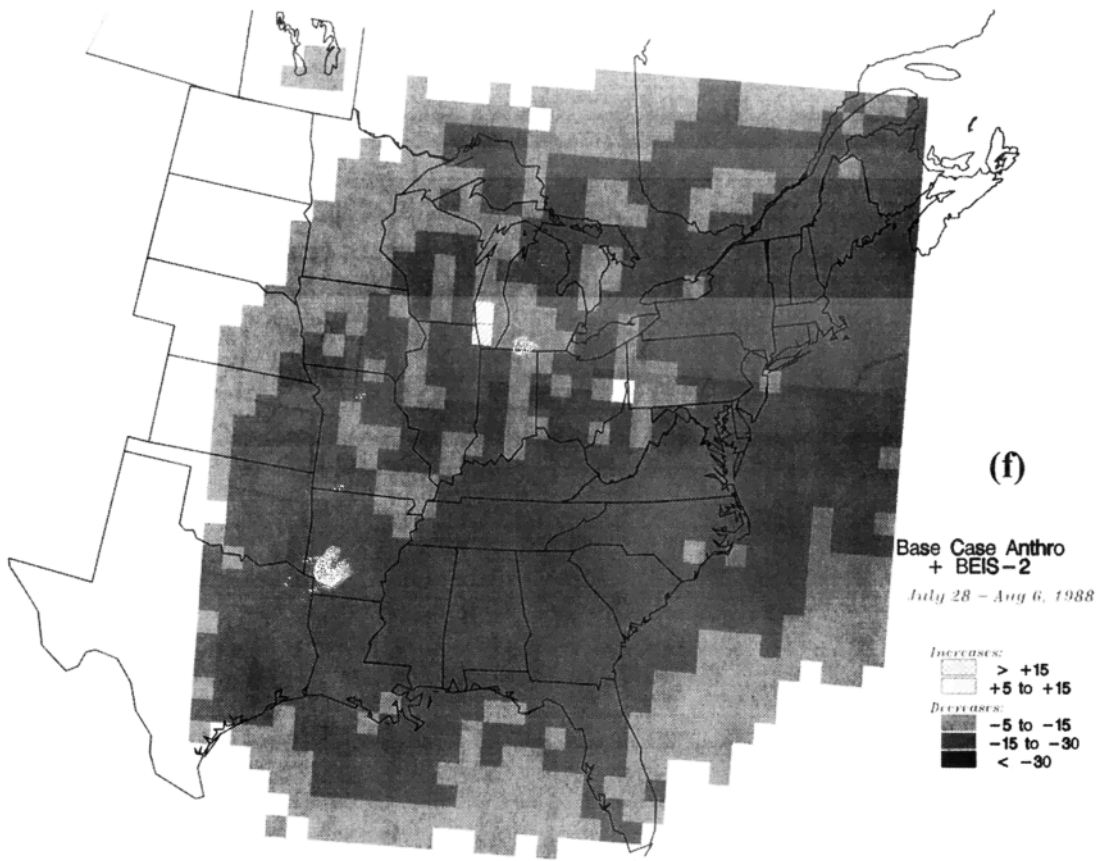 (f)
Base Case Anthro
+ BEIS-2
July 28 - Aug 6, 1988
Increases:
> +15
+5 to +15
Decreases:
-5 to -15
-15 to -30
< -30